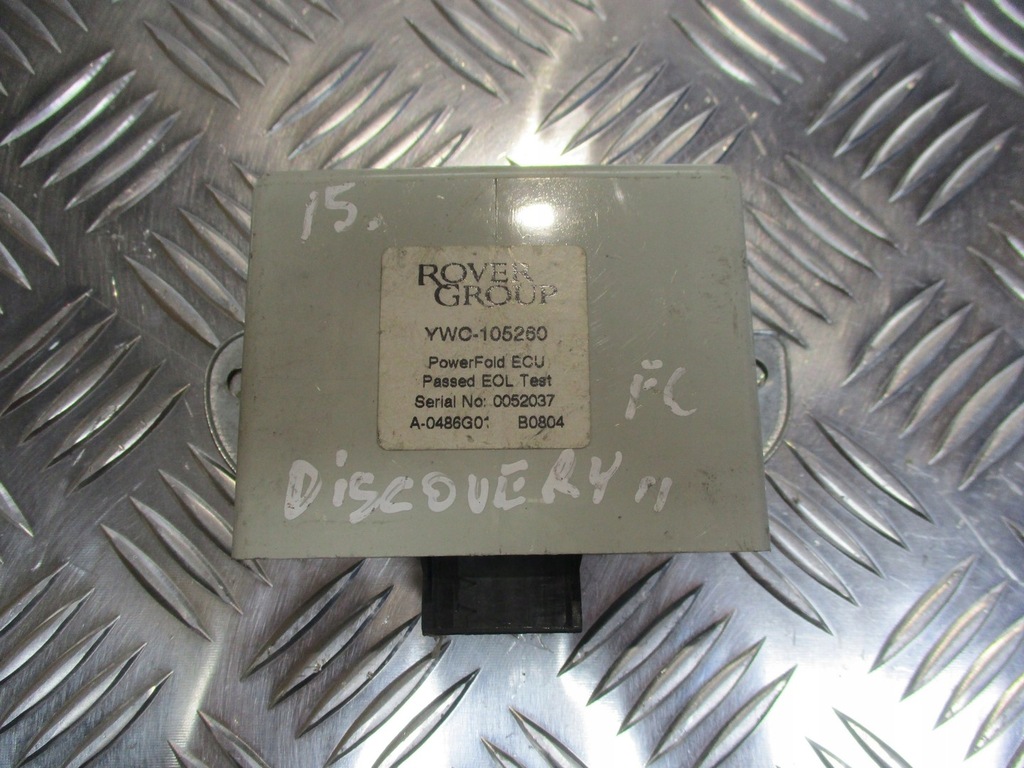 15.
ROVER
GROUP
YWC-105260
PowerFold ECU
Passed EOL Test
Serial No: 0052037
A-0486G01 B0804
FC
DISCOVERY II